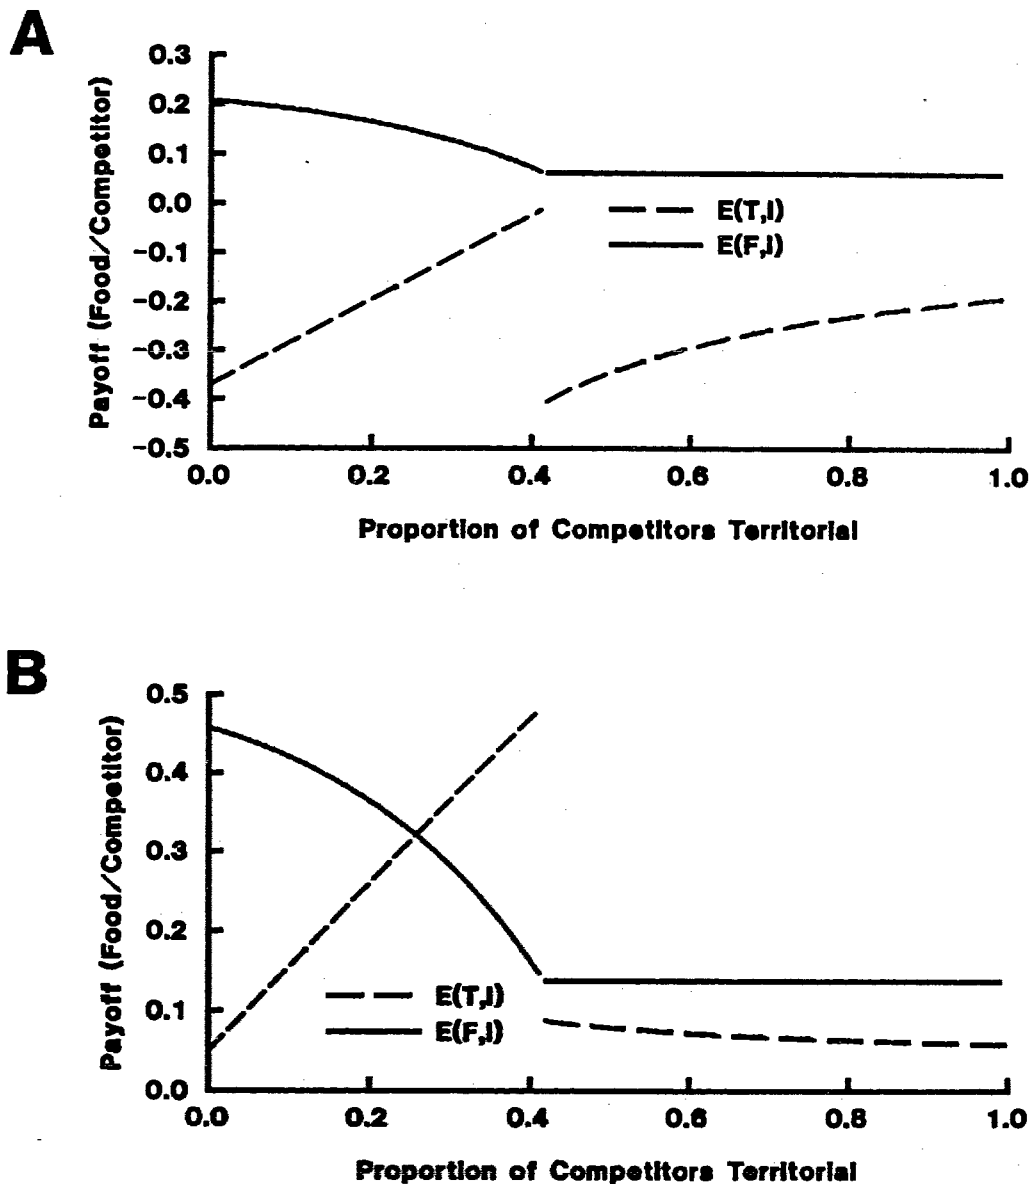 A
0.3
0.2
0.1
0.0
-0.1
-0.2
-0.3
-0.4
-0.5
Payoff (Food/Competitor)
E(T,I)
E(F,I)
0.0 0.2 0.4 0.6 0.8 1.0
Proportion of Competitors Territorial
B
0.5
0.4
0.3
0.2
0.1
0.0
Payoff (Food/Competitor)
E(T,I)
E(F,I)
0.0 0.2 0.4 0.6 0.8 1.0
Proportion of Competitors Territorial